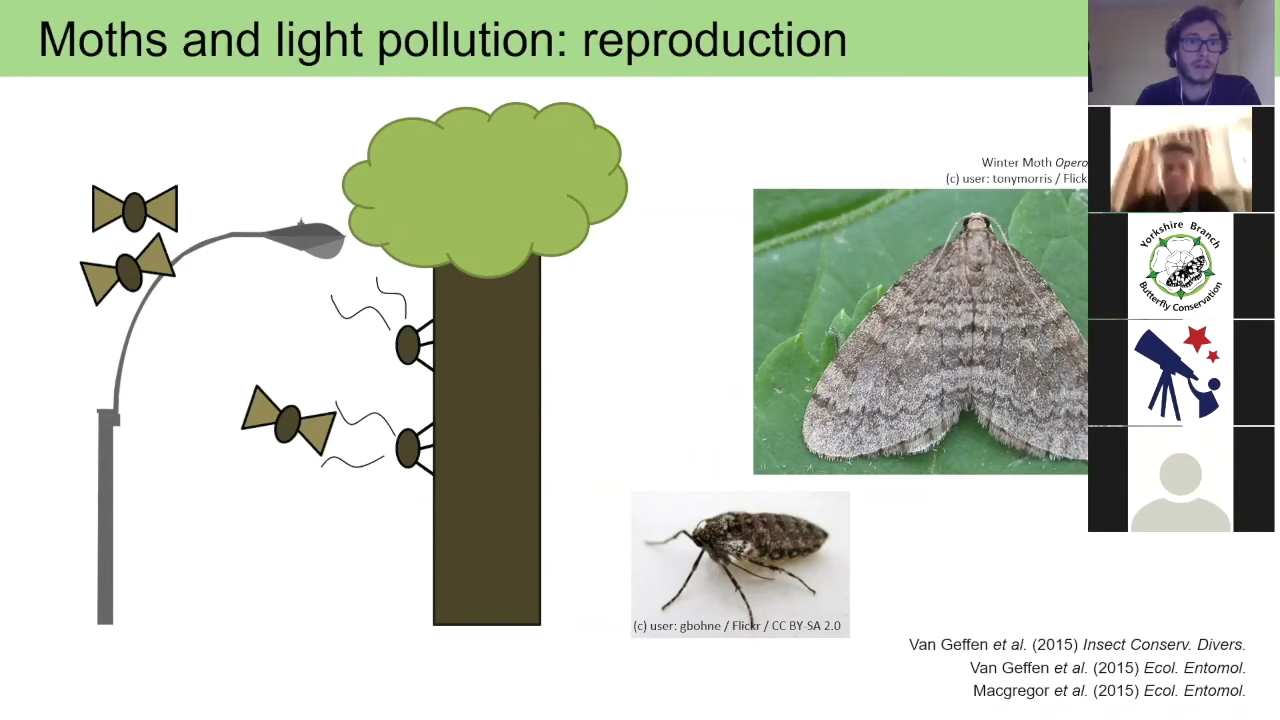 Moths and light pollution: reproduction
Winter Moth Opero
(c) user: tonymorris / Flick
Yorkshire Branch
Butterfly Conservation
(c) user: gbohne / Flickr / CC BY-SA 2.0
Van Geffen et al. (2015) Insect Conserv. Divers.
Van Geffen et al. (2015) Ecol. Entomol.
Macgregor et al. (2015) Ecol. Entomol.